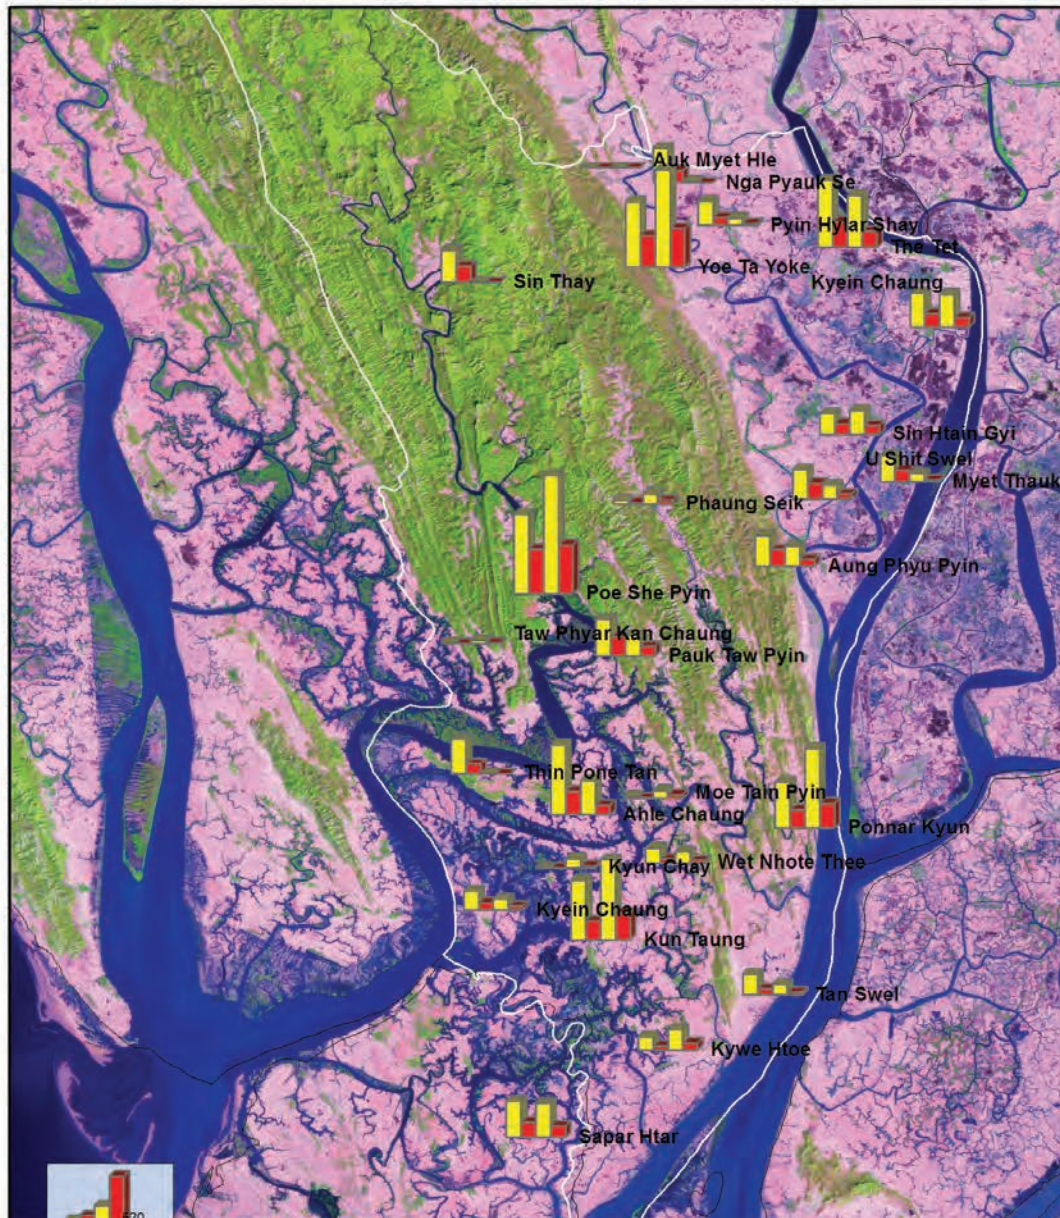 Auk Myet Hle
Nga Pyauk Se
Pyin Hylar Shay
The Tet
Yoe Ta Yoke
Sin Thay
Kyein Chaung
Sin Htain Gyi
U Shit Swel
Myet Thauk
Phaung Seik
Aung Phyu Pyin
Poe She Pyin
Taw Phyar Kan Chaung
Pauk Taw Pyin
Thin Pone Tan
Moe Tain Pyin
Ahle Chaung
Ponnar Kyun
Wet Nhote Thee
Kyun Chay
Kyein Chaung
Kun Taung
Tan Swel
Kywe Htoe
Sapar Htar